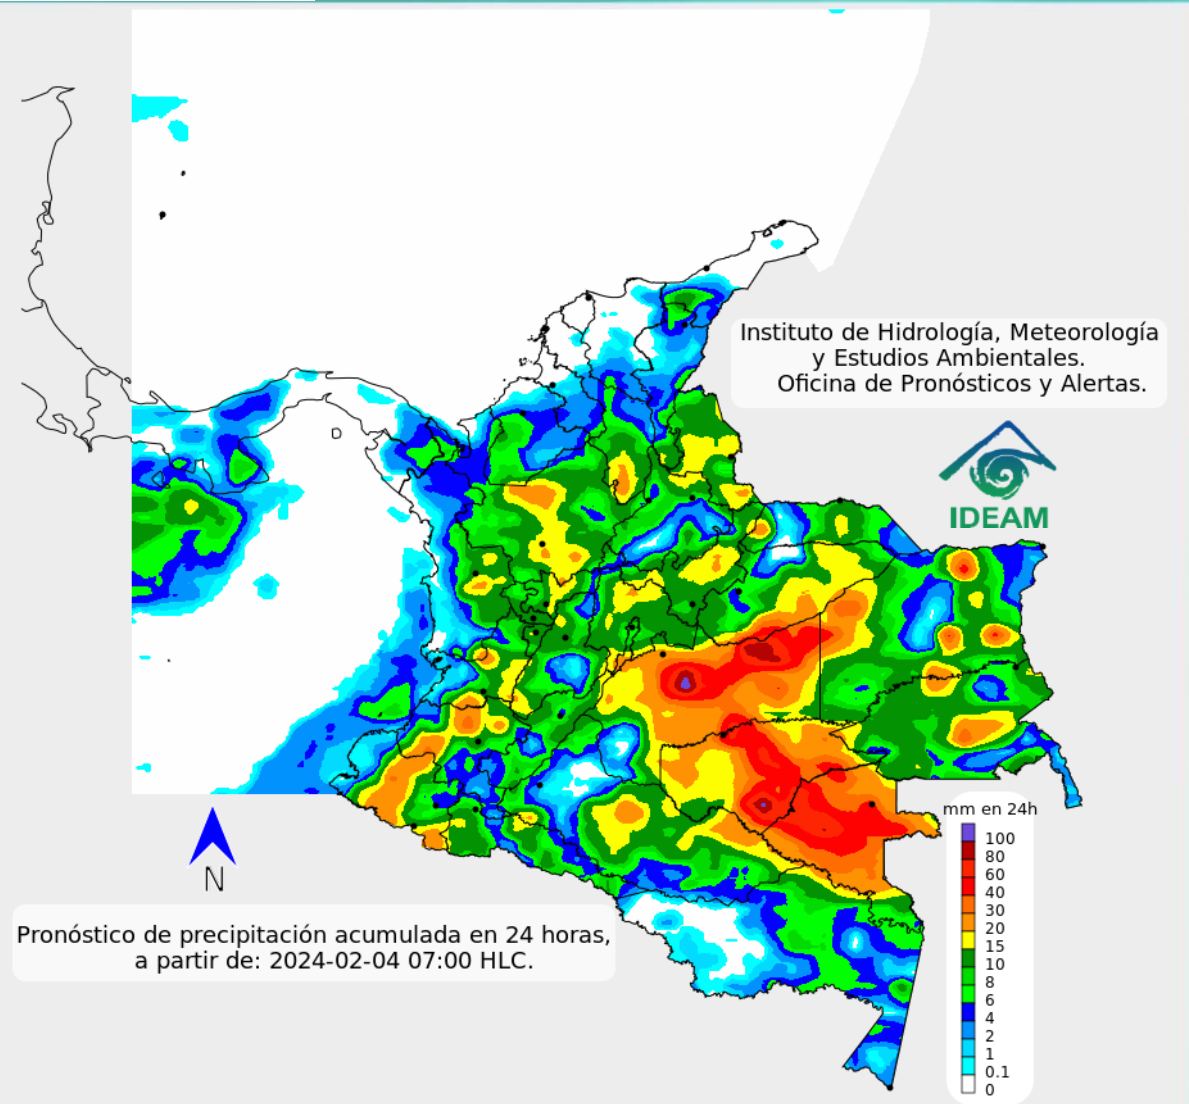 Instituto de Hidrología, Meteorología
y Estudios Ambientales.
Oficina de Pronósticos y Alertas.
IDEAM
mm en 24h
100
80
60
40
30
20
15
10
8
6
4
2
1
0.1
0
N
Pronóstico de precipitación acumulada en 24 horas,
a partir de: 2024-02-04 07:00 HLC.